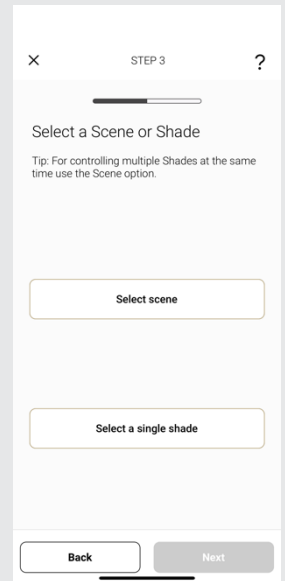 STEP 3
?
Select a Scene or Shade
Tip: For controlling multiple Shades at the same
time use the Scene option.
Select scene
Select a single shade
Back
Next